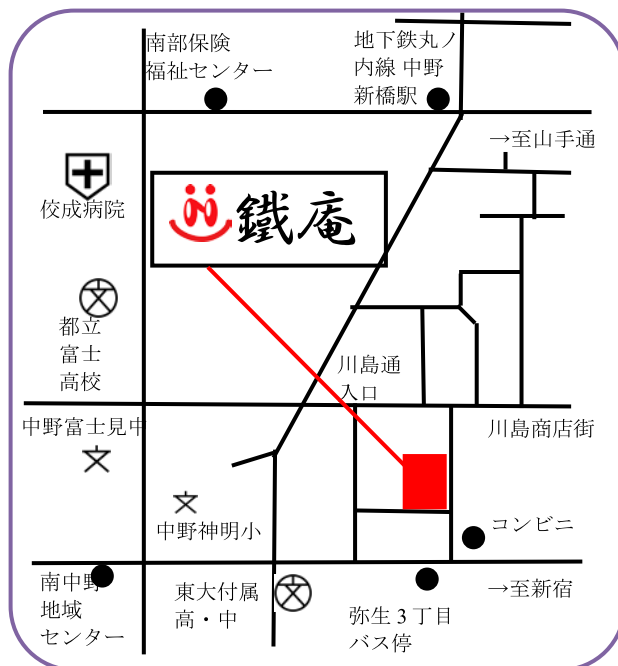 南部保険
福祉センター
地下鉄丸ノ
内線 中野
新橋駅
→至山手通
佼成病院
鐵庵
都立
富士
高校
川島通
入口
中野富士見中
川島商店街
中野神明小
コンビニ
南中野
地域
センター
東大付属
高・中
弥生3丁目
バス停
→至新宿
文
文
文
文